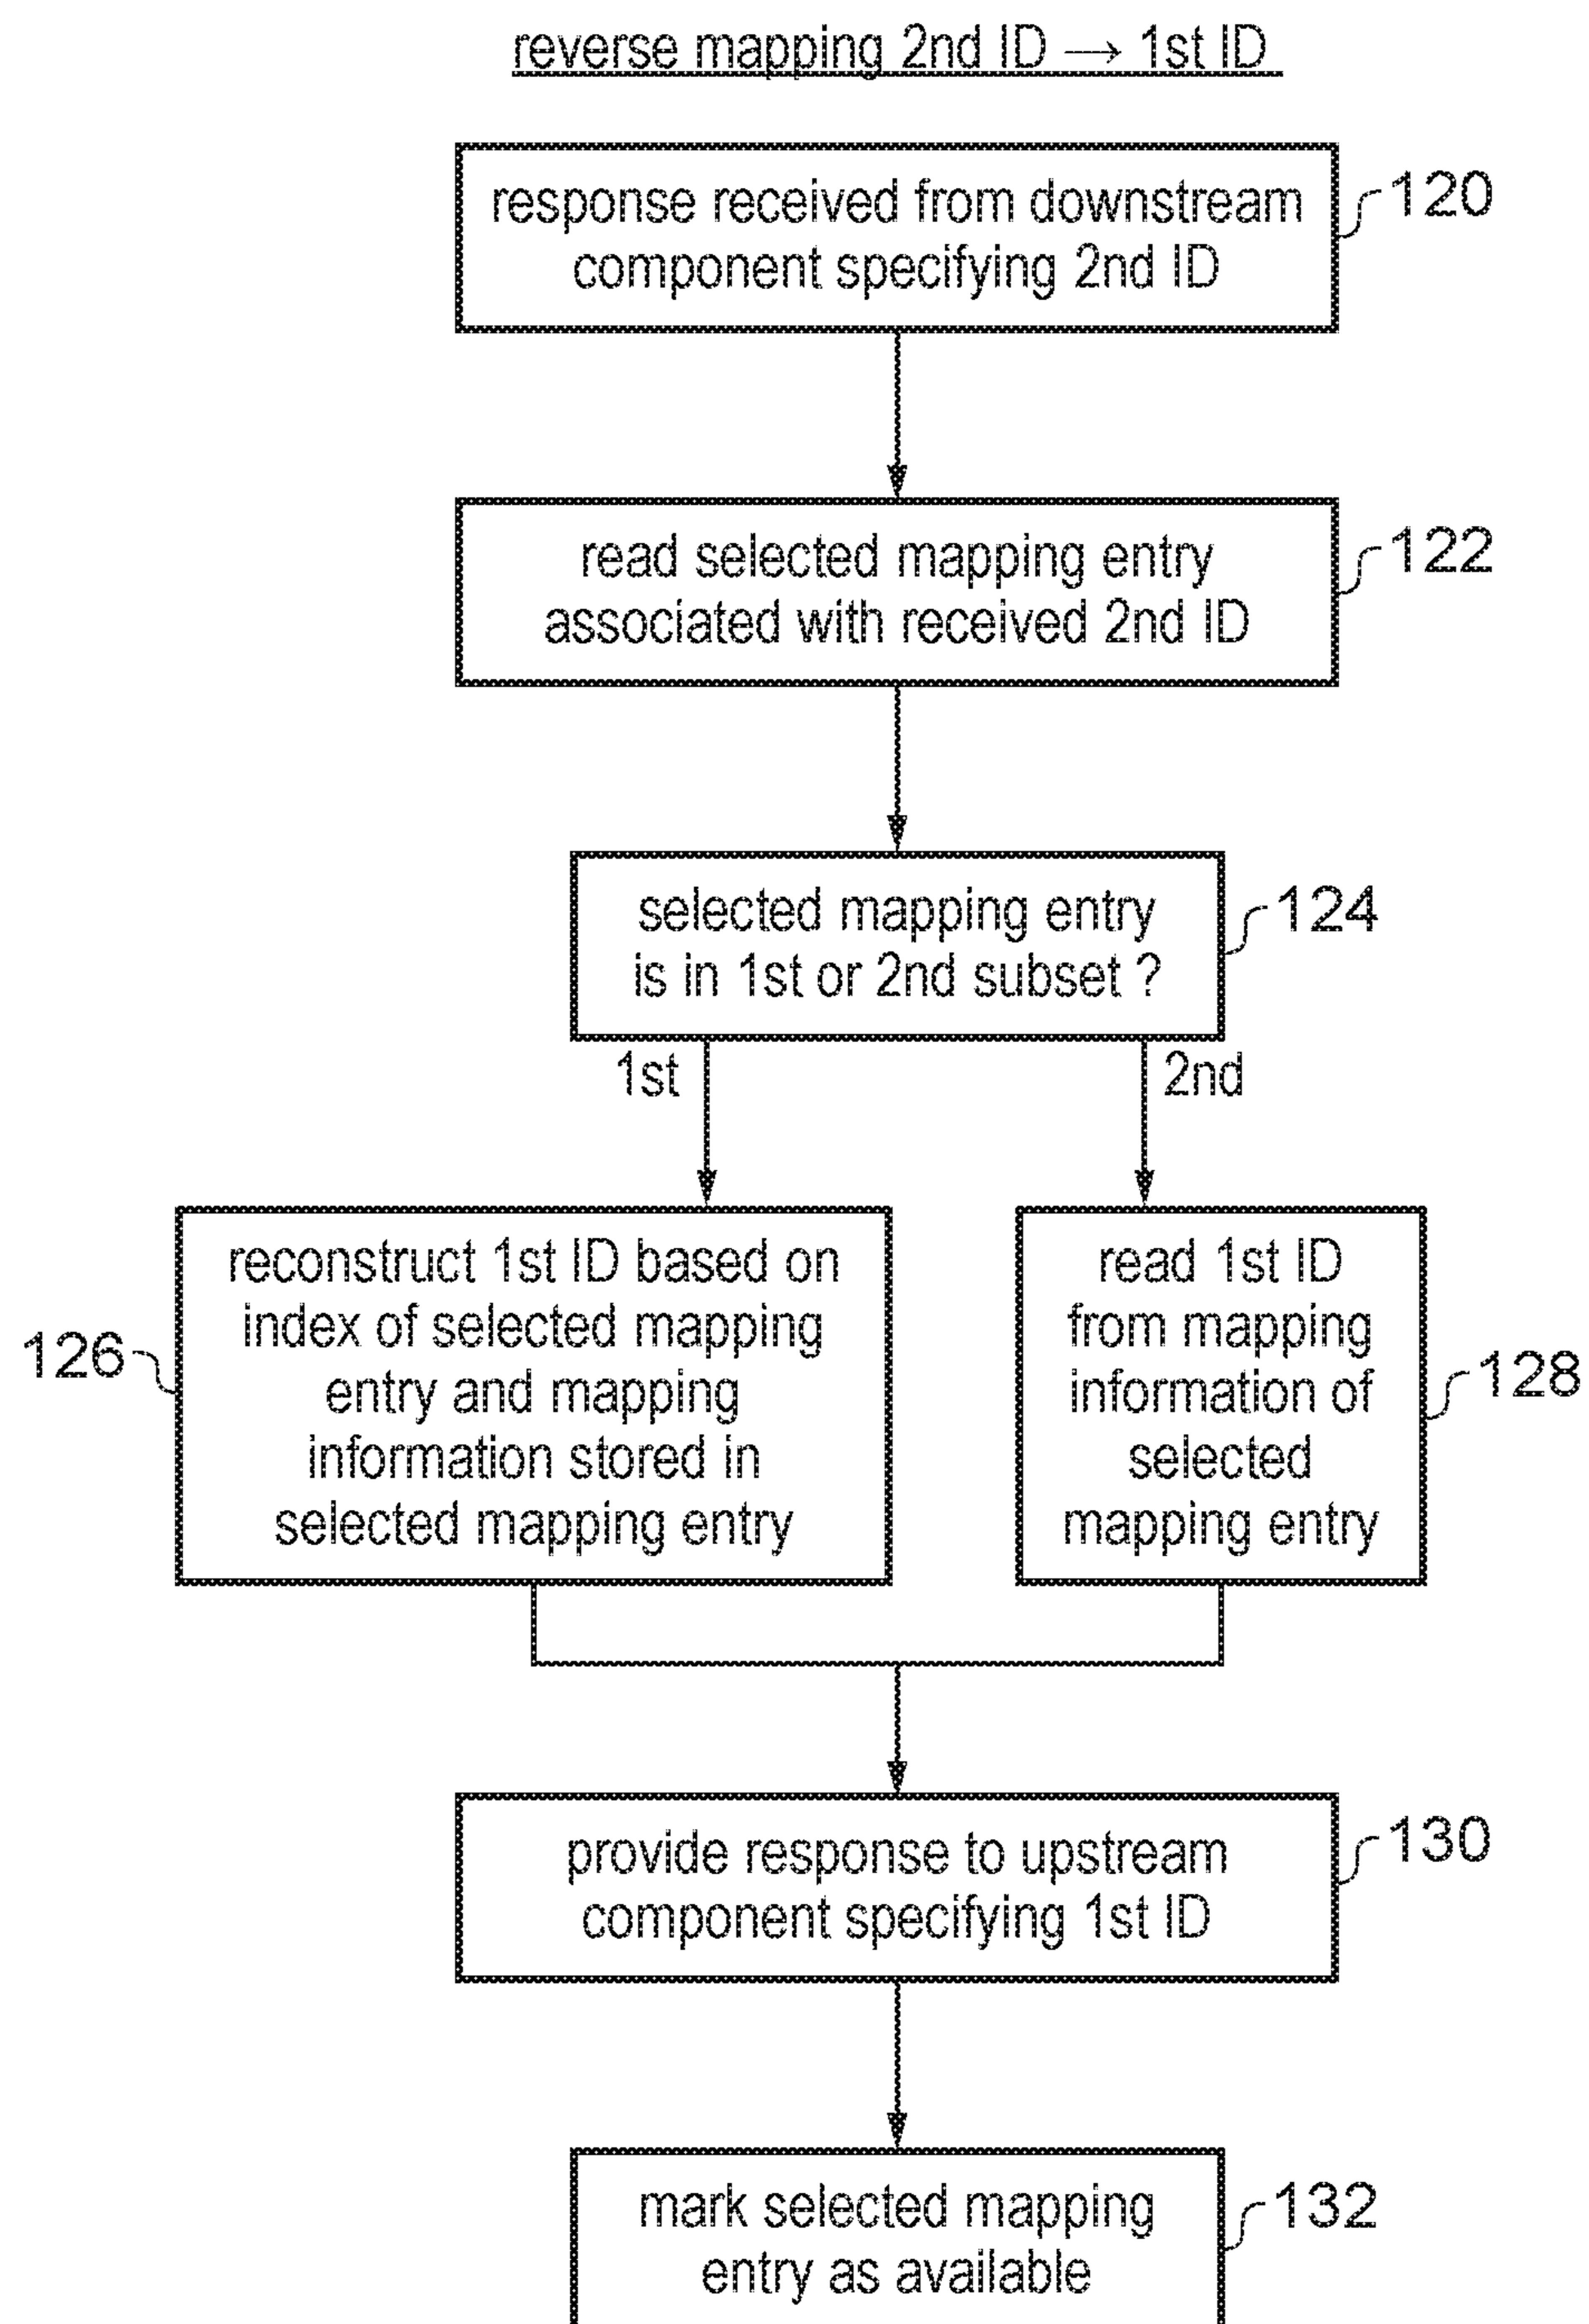 reverse mapping 2nd ID → 1st ID
response received from downstream
component specifying 2nd ID
120
read selected mapping entry
associated with received 2nd ID
122
selected mapping entry
is in 1st or 2nd subset ?
124
1st
2nd
reconstruct 1st ID based on
index of selected mapping
entry and mapping
information stored in
selected mapping entry
126
read 1st ID
from mapping
information of
selected
mapping entry
128
provide response to upstream
component specifying 1st ID
130
mark selected mapping
entry as available
132